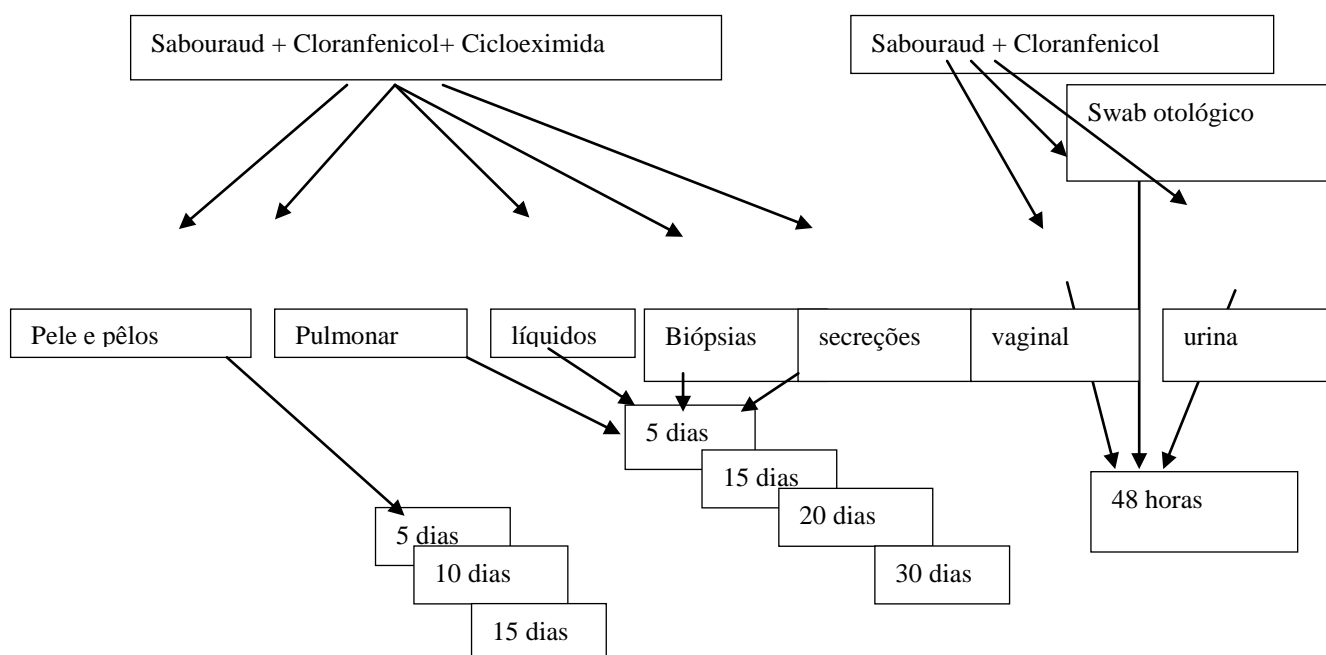 Sabouraud + Cloranfenicol+ Cicloeximida
Sabouraud + Cloranfenicol
Swab otológico
Pele e pêlos
Pulmonar
líquidos
Biópsias
secreções
vaginal
urina
5 dias
15 dias
20 dias
30 dias
48 horas
5 dias
10 dias
15 dias